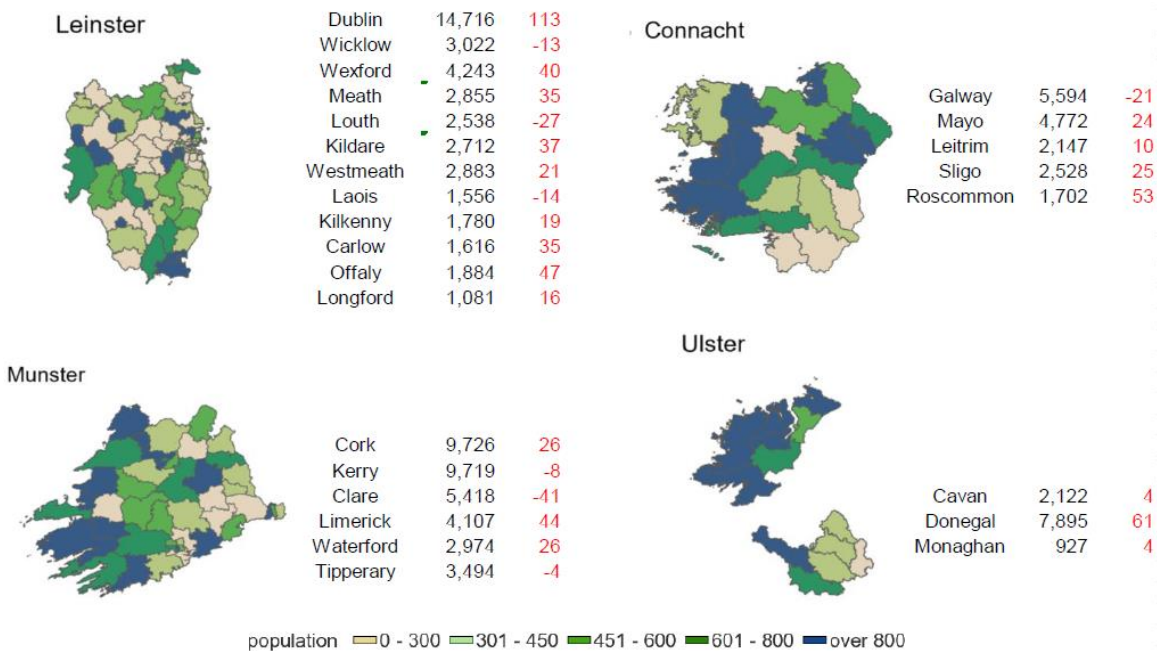 Leinster
Dublin 14,716 113
Wicklow 3,022 -13
Wexford 4,243 40
Meath 2,855 35
Louth 2,538 -27
Kildare 2,712 37
Westmeath 2,883 21
Laois 1,556 -14
Kilkenny 1,780 19
Carlow 1,616 35
Offaly 1,884 47
Longford 1,081 16
Connacht
Galway 5,594 -21
Mayo 4,772 24
Leitrim 2,147 10
Sligo 2,528 25
Roscommon 1,702 53
Munster
Cork 9,726 26
Kerry 9,719 -8
Clare 5,418 -41
Limerick 4,107 44
Waterford 2,974 26
Tipperary 3,494 -4
Ulster
Cavan 2,122 4
Donegal 7,895 61
Monaghan 927 4
population 0 - 300 301 - 450 451 - 600 601 - 800 over 800